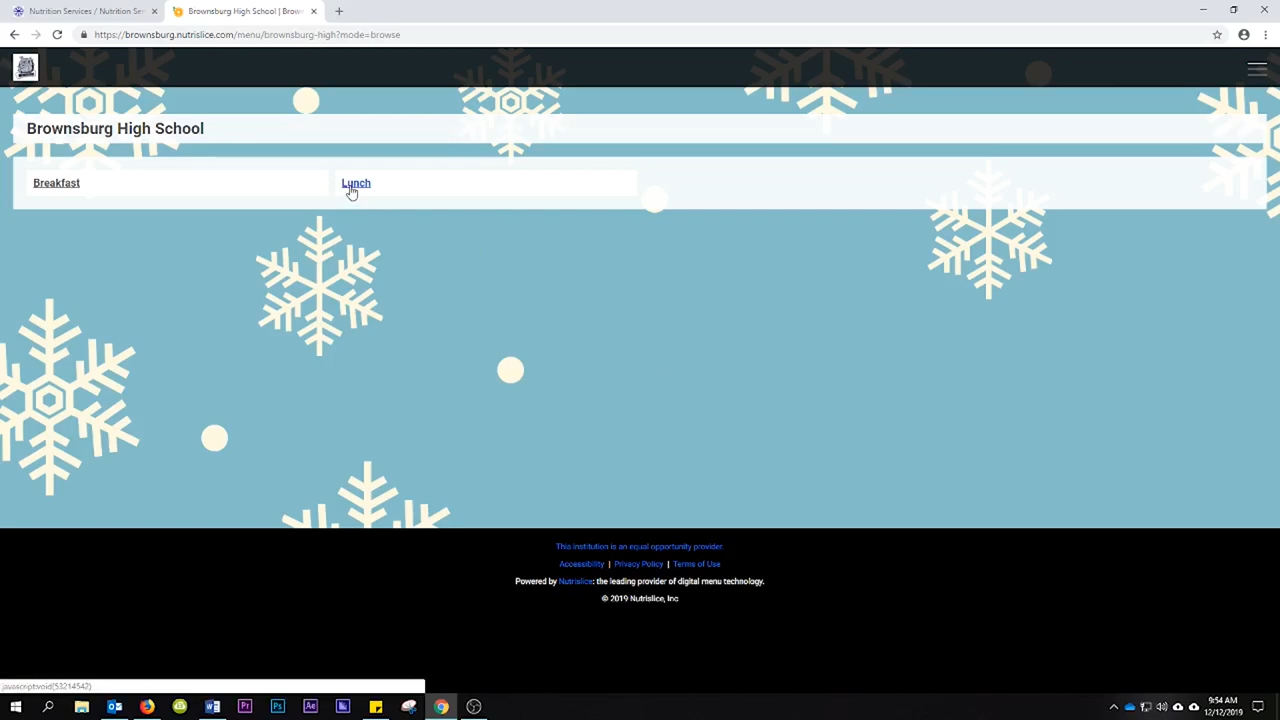 Nutrition Services / Nutrition Ser
Brownsburg High School | Brow
https://brownsburg.nutrislice.com/menu/brownsburg-high?mode=browse
Brownsburg High School
Breakfast
Lunch
This institution is an equal opportunity provider.
Accessibility | Privacy Policy | Terms of Use
Powered by Nutrislice: the leading provider of digital menu technology.
© 2019 Nutrislice, Inc
javascript:void(53214542)
Pr Ps Ae
9:54 AM
12/12/2019